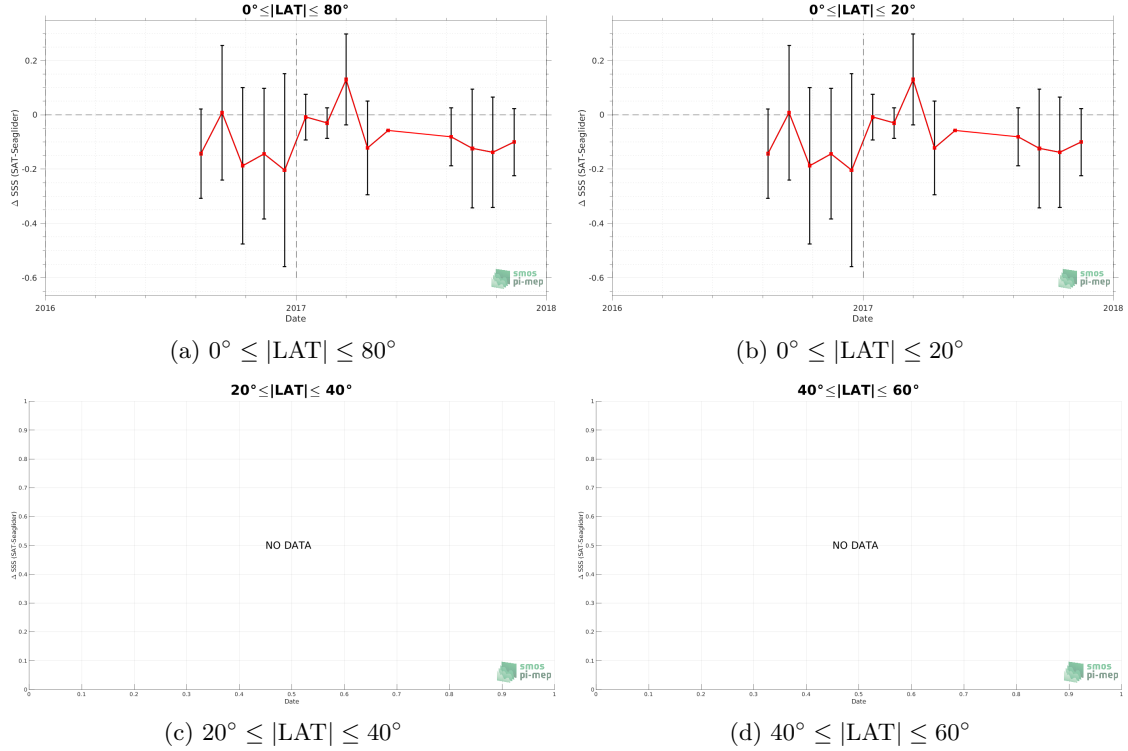 0°≤|LAT|≤ 80°
0.2
0
-0.2
-0.4
-0.6
Δ SSS (SAT-Seaglider)
2016
2017
2018
Date
smos
pi-mep
(a) 0° ≤ |LAT| ≤ 80°
0°≤|LAT|≤ 20°
0.2
0
-0.2
-0.4
-0.6
Δ SSS (SAT-Seaglider)
2016
2017
2018
Date
smos
pi-mep
(b) 0° ≤ |LAT| ≤ 20°
20°≤|LAT|≤ 40°
1
0.9
0.8
0.7
0.6
0.5
0.4
0.3
0.2
0.1
0
Δ SSS (SAT-Seaglider)
NO DATA
0 0.1 0.2 0.3 0.4 0.5 0.6 0.7 0.8 0.9 1
Date
smos
pi-mep
(c) 20° ≤ |LAT| ≤ 40°
40°≤|LAT|≤ 60°
1
0.9
0.8
0.7
0.6
0.5
0.4
0.3
0.2
0.1
0
Δ SSS (SAT-Seaglider)
NO DATA
0 0.1 0.2 0.3 0.4 0.5 0.6 0.7 0.8 0.9 1
Date
smos
pi-mep
(d) 40° ≤ |LAT| ≤ 60°